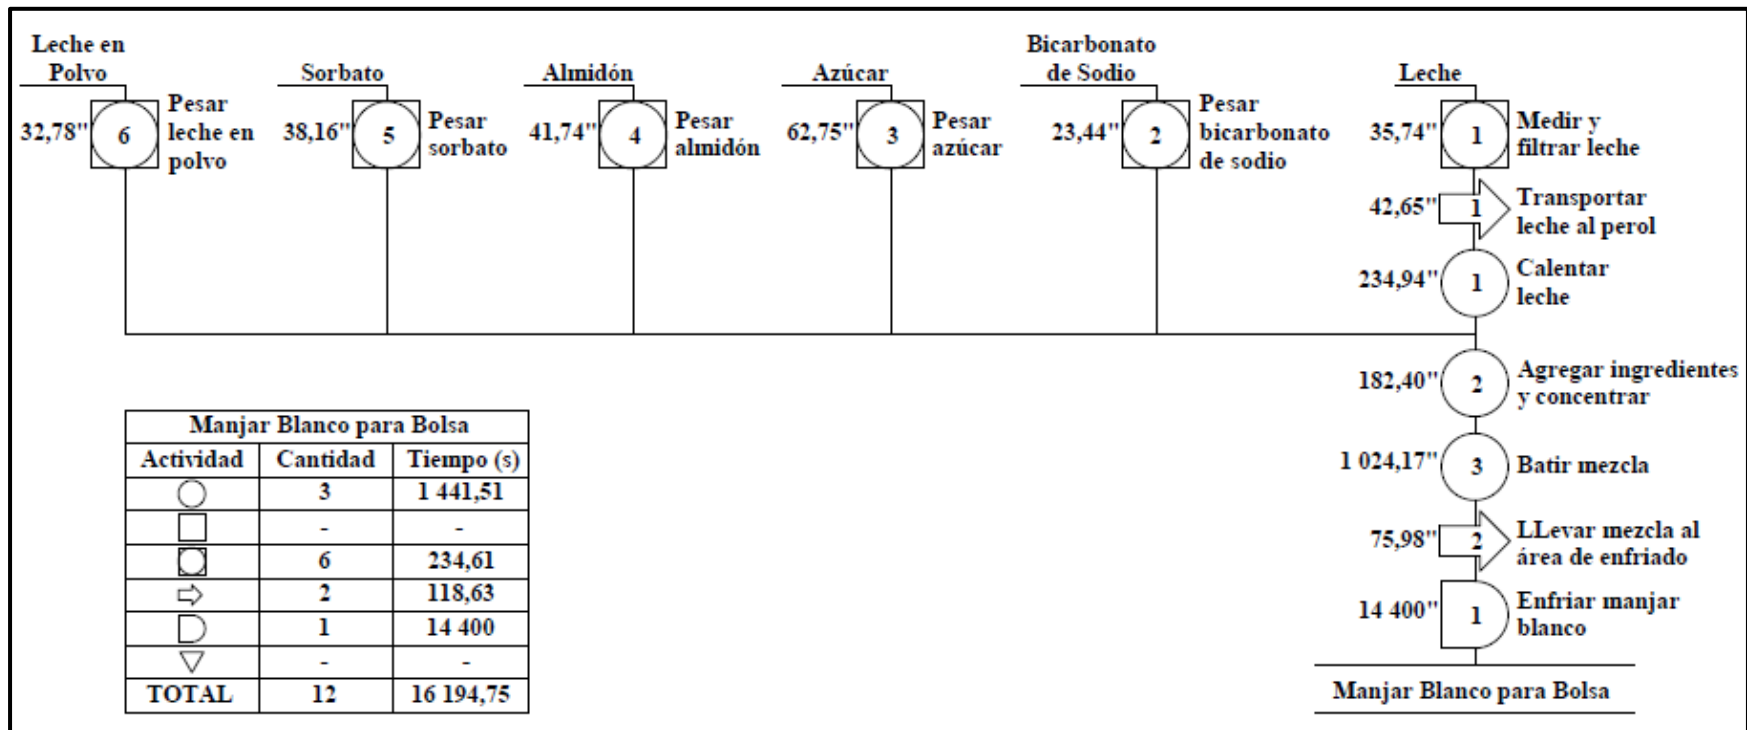 Leche en
Polvo
Sorbato
Almidón
Azúcar
Bicarbonato
de Sodio
Leche
32,78" 6 Pesar
leche en
polvo
38,16" 5 Pesar
sorbato
41,74" 4 Pesar
almidón
62,75" 3 Pesar
azúcar
23,44" 2 Pesar
bicarbonato
de sodio
35,74" 1 Medir y
filtrar leche
42,65" 1 Transportar
leche al perol
234,94" 1 Calentar
leche
182,40" 2 Agregar ingredientes
y concentrar
1 024,17" 3 Batir mezcla
75,98" 2 LLevar mezcla al
área de enfriado
14 400" 1 Enfriar manjar
blanco
Manjar Blanco para Bolsa
Manjar Blanco para Bolsa
Actividad Cantidad Tiempo (s)
3 1 441,51
- -
6 234,61
2 118,63
1 14 400
- -
TOTAL 12 16 194,75